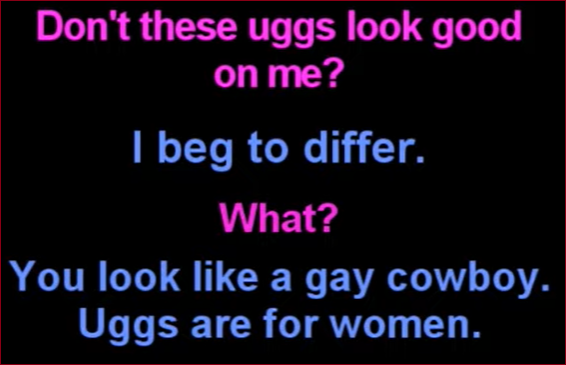 Don't these uggs look good
on me?
I beg to differ.
What?
You look like a gay cowboy.
Uggs are for women.